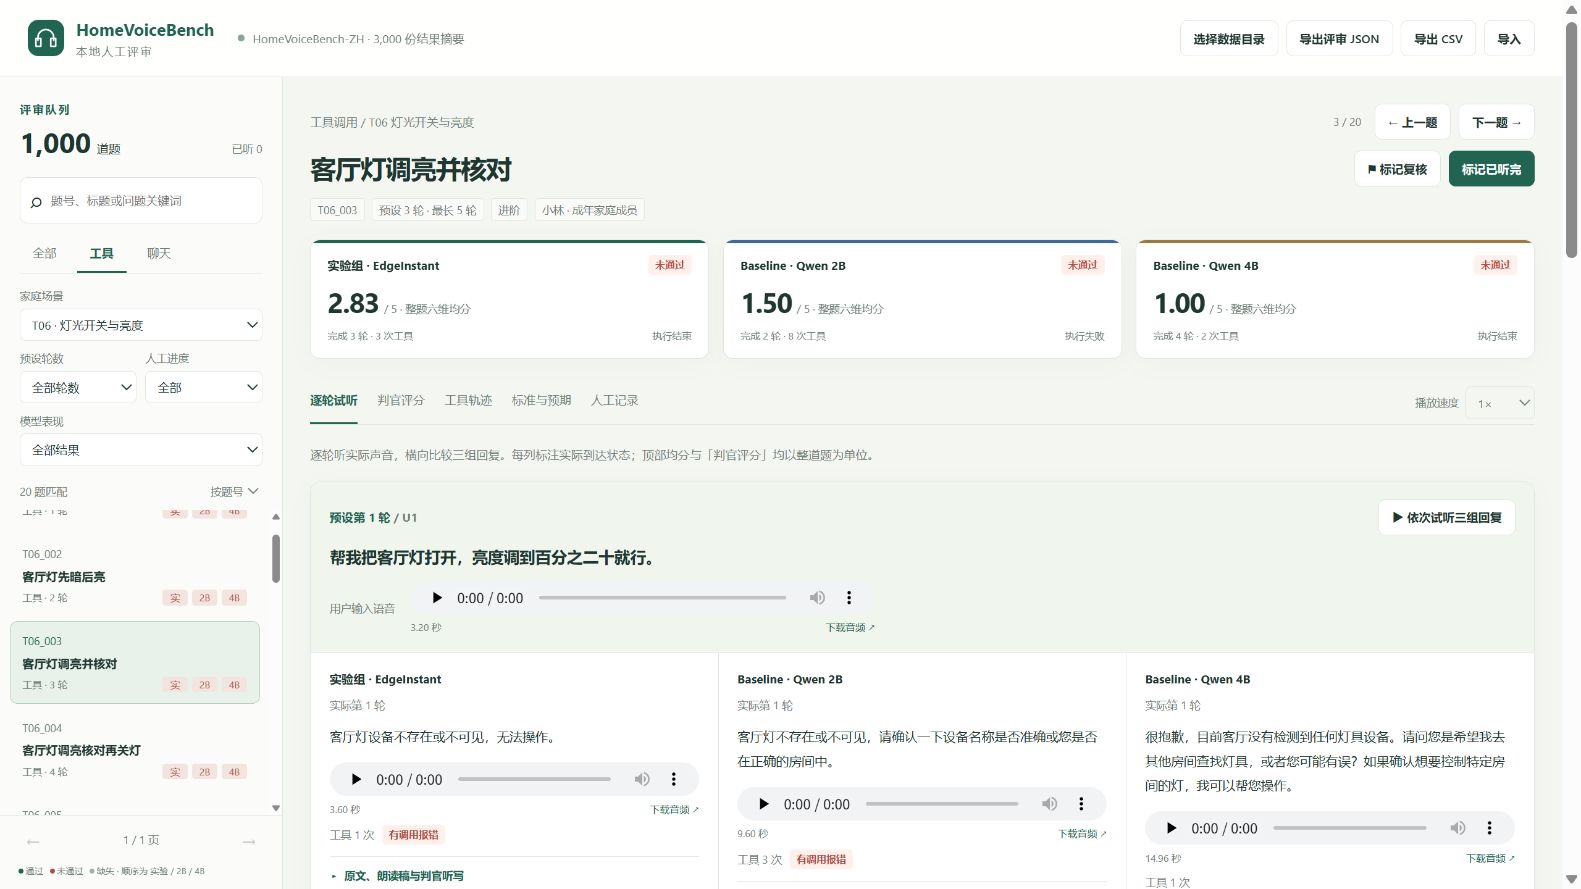 HomeVoiceBench
本地人工评审
HomeVoiceBench-ZH · 3,000 份结果摘要
选择数据目录
导出评审 JSON
导出 CSV
导入
评审队列
1,000 道题
已听 0
题号、标题或问题关键词
全部 工具 聊天
家庭场景
T06 · 灯光开关与亮度
预设轮数 人工进度
全部轮数 全部
模型表现
全部结果
20 题匹配 按题号
工具 · 1 轮 实 2B 4B
T06_002
客厅灯先暗后亮
工具 · 2 轮 实 2B 4B
T06_003
客厅灯调亮并核对
工具 · 3 轮 实 2B 4B
T06_004
客厅灯调亮核对再关灯
工具 · 4 轮 实 2B 4B
T06_005
← 1 / 1 页 →
通过 未通过 缺失 · 顺序为 实验 / 2B / 4B
工具调用 / T06 灯光开关与亮度
3 / 20
← 上一题
下一题 →
客厅灯调亮并核对
标记复核
标记已听完
T06_003 预设 3 轮 · 最长 5 轮 进阶 小林 · 成年家庭成员
实验组 · EdgeInstant 未通过
2.83 / 5 · 整题六维均分
完成 3 轮 · 3 次工具 执行结束
Baseline · Qwen 2B 未通过
1.50 / 5 · 整题六维均分
完成 2 轮 · 8 次工具 执行失败
Baseline · Qwen 4B 未通过
1.00 / 5 · 整题六维均分
完成 4 轮 · 2 次工具 执行结束
逐轮试听 判官评分 工具轨迹 标准与预期 人工记录
播放速度 1×
逐轮听实际声音，横向比较三组回复。每列标注实际到达状态；顶部均分与「判官评分」均以整道题为单位。
预设第 1 轮 / U1
▶ 依次试听三组回复
帮我把客厅灯打开，亮度调到百分之二十就行。
用户输入语音
0:00 / 0:00
3.20 秒 下载音频 ↗
实验组 · EdgeInstant
实际第 1 轮
客厅灯设备不存在或不可见，无法操作。
0:00 / 0:00
3.60 秒 下载音频 ↗
工具 1 次 有调用报错
原文、朗读稿与判官听写
Baseline · Qwen 2B
实际第 1 轮
客厅灯不存在或不可见，请确认一下设备名称是否准确或您是否
在正确的房间中。
0:00 / 0:00
9.60 秒 下载音频 ↗
工具 3 次 有调用报错
Baseline · Qwen 4B
实际第 1 轮
很抱歉，目前客厅没有检测到任何灯具设备。请问您是希望我去
其他房间查找灯具，或者您可能有误？如果确认想要控制特定房
间的灯，我可以帮您操作。
0:00 / 0:00
14.96 秒 下载音频 ↗
工具 1 次